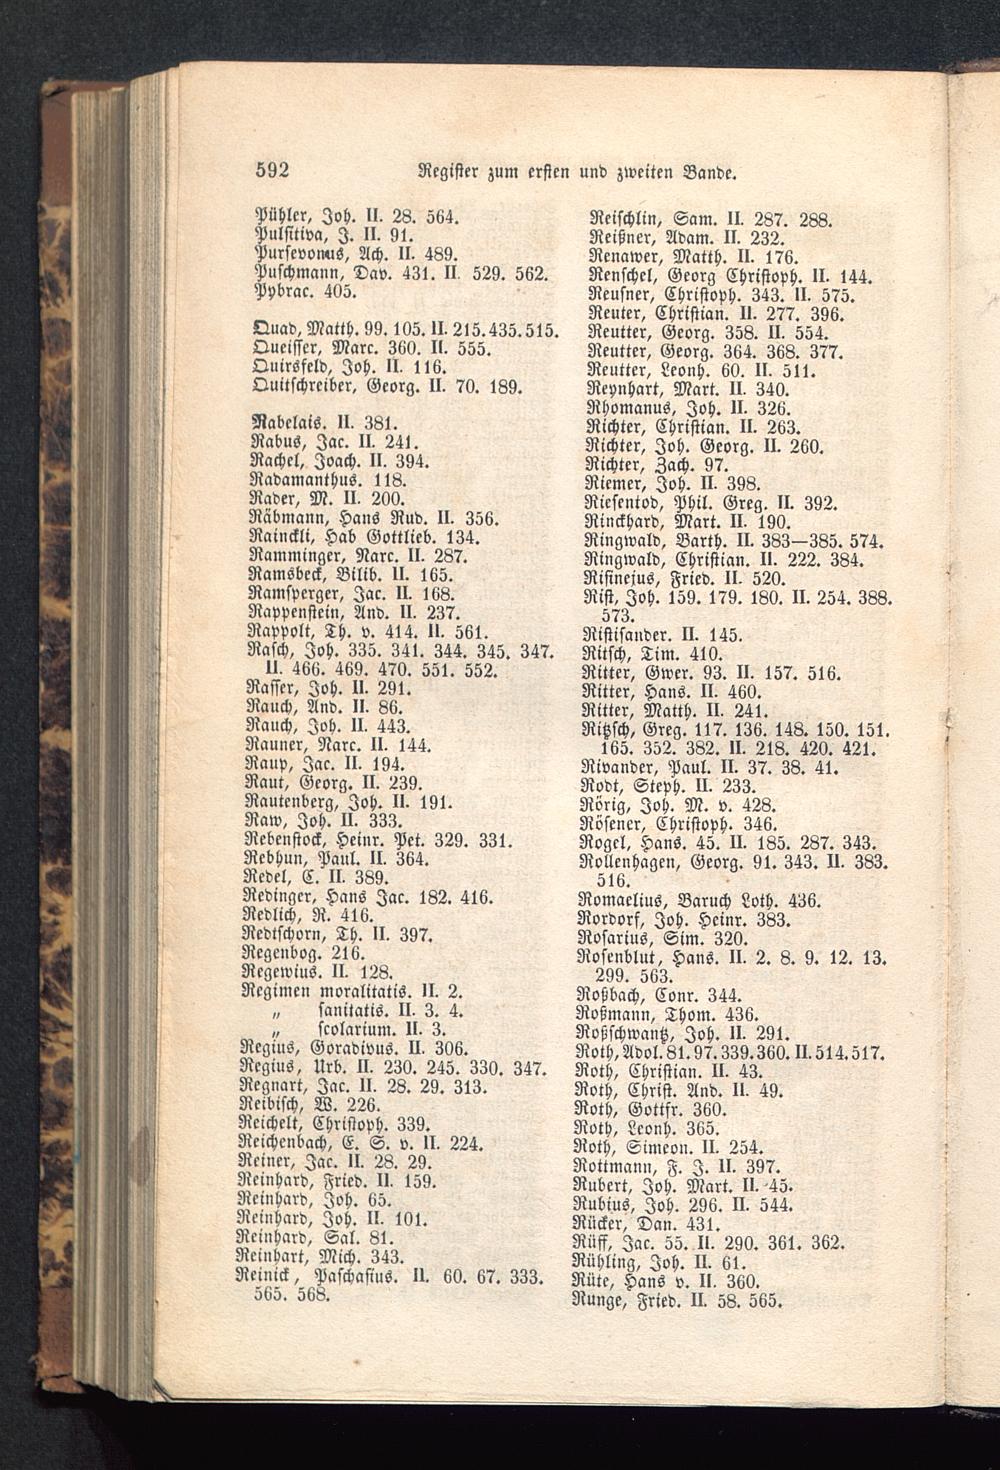 592 Register zum ersten und zweiten Bande.
Pühler, Joh. II. 28. 564.
Pulsitiva, J. II. 91.
Pursevonus, Ach. II. 489.
Puschmann, Dav. 431. II. 529. 562.
Pybrac. 405.
Quad, Matth. 99. 105. II. 215. 435. 515.
Queisser, Marc. 360. II. 555.
Quirsfeld, Joh. II. 116.
Quitschreiber, Georg. II. 70. 189.
Rabelais. II. 381.
Rabus, Jac. II. 241.
Rachel, Joach. II. 394.
Radamanthus. 118.
Rader, M. II. 200.
Räbmann, Hans Rud. II. 356.
Rainckli, Hab Gottlieb. 134.
Ramminger, Narc. II. 287.
Ramsbeck, Bilib. II. 165.
Ramsperger, Jac. II. 168.
Rappenstein, And. II. 237.
Rappolt, Th. v. 414. II. 561.
Rasch, Joh. 335. 341. 344. 345. 347.
II. 466. 469. 470. 551. 552.
Rasser, Joh. II. 291.
Rauch, And. II. 86.
Rauch, Joh. II. 443.
Rauner, Narc. II. 144.
Raup, Jac. II. 194.
Raut, Georg. II. 239.
Rautenberg, Joh. II. 191.
Raw, Joh. II. 333.
Rebenstock, Heinr. Pet. 329. 331.
Rebhun, Paul. II. 364.
Redel, C. II. 389.
Redinger, Hans Jac. 182. 416.
Redlich, R. 416.
Redtschorn, Th. II. 397.
Regenbog. 216.
Regewius. II. 128.
Regimen moralitatis. II. 2.
„ sanitatis. II. 3. 4.
„ scolarium. II. 3.
Regius, Goradivus. II. 306.
Regius, Urb. II. 230. 245. 330. 347.
Regnart, Jac. II. 28. 29. 313.
Reibisch, W. 226.
Reichelt, Christoph. 339.
Reichenbach, E. S. v. II. 224.
Reiner, Jac. II. 28. 29.
Reinhard, Fried. II. 159.
Reinhard, Joh. 65.
Reinhard, Joh. II. 101.
Reinhard, Sal. 81.
Reinhart, Mich. 343.
Reinick, Paschasius. II. 60. 67. 333.
565. 568.
Reischlin, Sam. II. 287. 288.
Reißner, Adam. II. 232.
Renawer, Matth. II. 176.
Renschel, Georg Christoph. II. 144.
Reusner, Christoph. 343. II. 575.
Reuter, Christian. II. 277. 396.
Reutter, Georg. 358. II. 554.
Reutter, Georg. 364. 368. 377.
Reutter, Leonh. 60. II. 511.
Reynhart, Mart. II. 340.
Rhomanus, Joh. II. 326.
Richter, Christian. II. 263.
Richter, Joh. Georg. II. 260.
Richter, Zach. 97.
Riemer, Joh. II. 398.
Riesentod, Phil. Greg. II. 392.
Rinckhard, Mart. II. 190.
Ringwald, Barth. II. 383—385. 574.
Ringwald, Christian. II. 222. 384.
Risinejus, Fried. II. 520.
Rist, Joh. 159. 179. 180. II. 254. 388.
573.
Ristisander. II. 145.
Ritsch, Tim. 410.
Ritter, Gwer. 93. II. 157. 516.
Ritter, Hans. II. 460.
Ritter, Matth. II. 241.
Ritzsch, Greg. 117. 136. 148. 150. 151.
165. 352. 382. II. 218. 420. 421.
Rivander, Paul. II. 37. 38. 41.
Rodt, Steph. II. 233.
Rörig, Joh. M. v. 428.
Rösener, Christoph. 346.
Rogel, Hans. 45. II. 185. 287. 343.
Rollenhagen, Georg. 91. 343. II. 383.
516.
Romaelius, Baruch Loth. 436.
Rordorf, Joh. Heinr. 383.
Rosarius, Sim. 320.
Rosenblut, Hans. II. 2. 8. 9. 12. 13.
299. 563.
Roßbach, Conr. 344.
Roßmann, Thom. 436.
Roßschwantz, Joh. II. 291.
Roth, Adol. 81. 97. 339. 360. II. 514. 517.
Roth, Christian. II. 43.
Roth, Christ. And. II. 49.
Roth, Gottfr. 360.
Roth, Leonh. 365.
Roth, Simeon. II. 254.
Rottmann, F. J. II. 397.
Rubert, Joh. Mart. II. 45.
Rubius, Joh. 296. II. 544.
Rücker, Dan. 431.
Rüff, Jac. 55. II. 290. 361. 362.
Rühling, Joh. II. 61.
Rüte, Hans v. II. 360.
Runge, Fried. II. 58. 565.